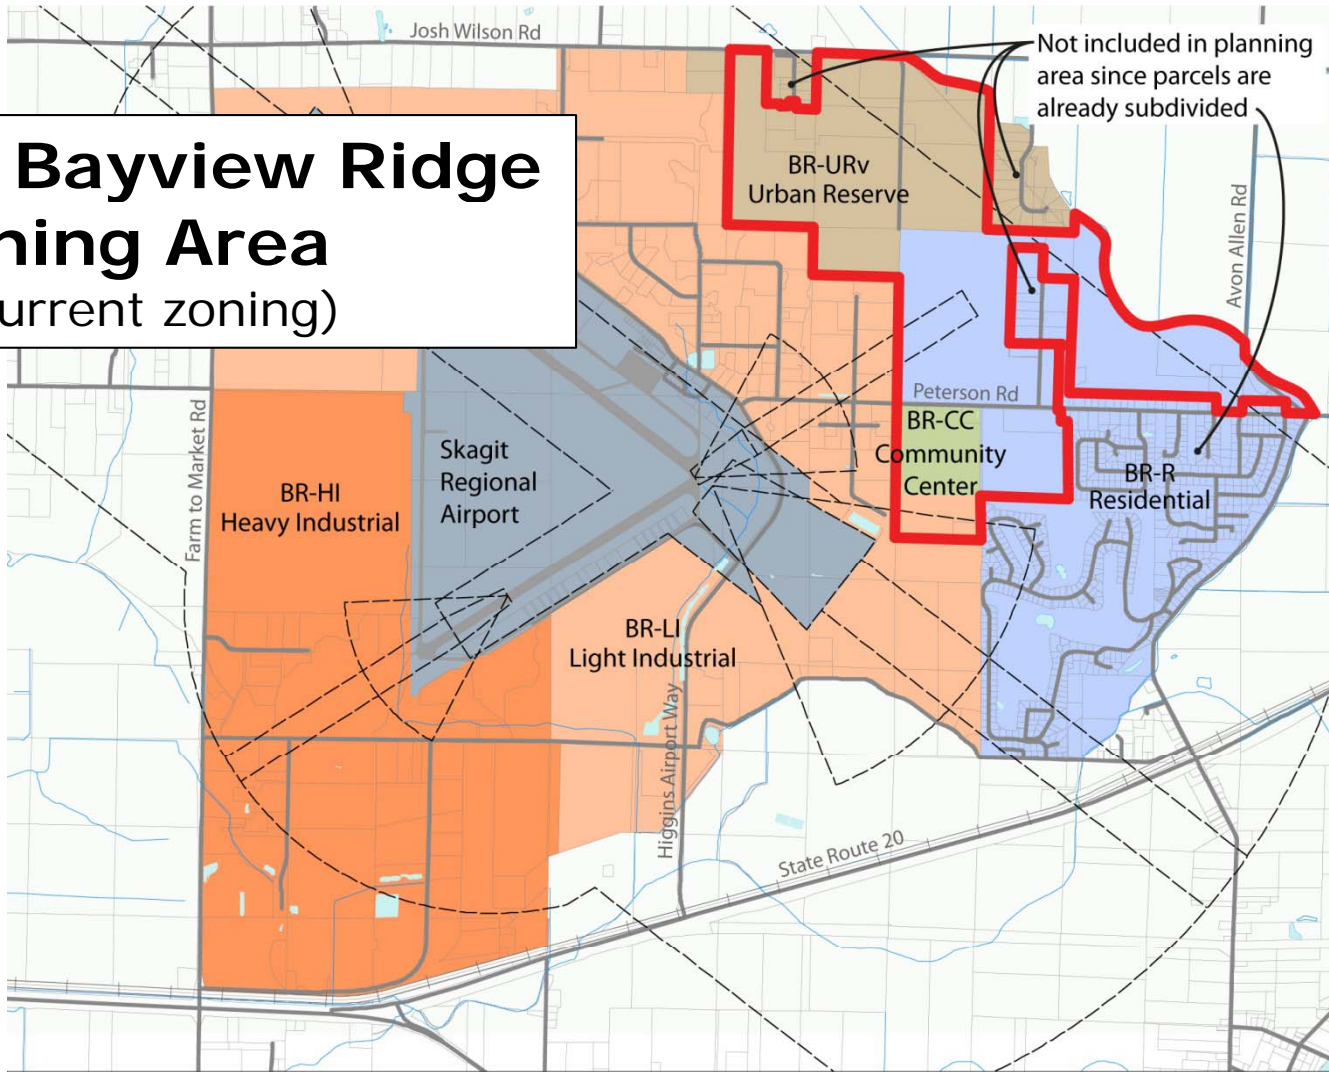 Josh Wilson Rd
Not included in planning
area since parcels are
already subdivided
Bayview Ridge
ning Area
urrent zoning)
BR-URv
Urban Reserve
Avon Allen Rd
Peterson Rd
BR-CC
Community
Center
BR-R
Residential
Farm to Market Rd
Skagit
Regional
Airport
BR-HI
Heavy Industrial
BR-LI
Light Industrial
Higgins Airport Way
State Route 20